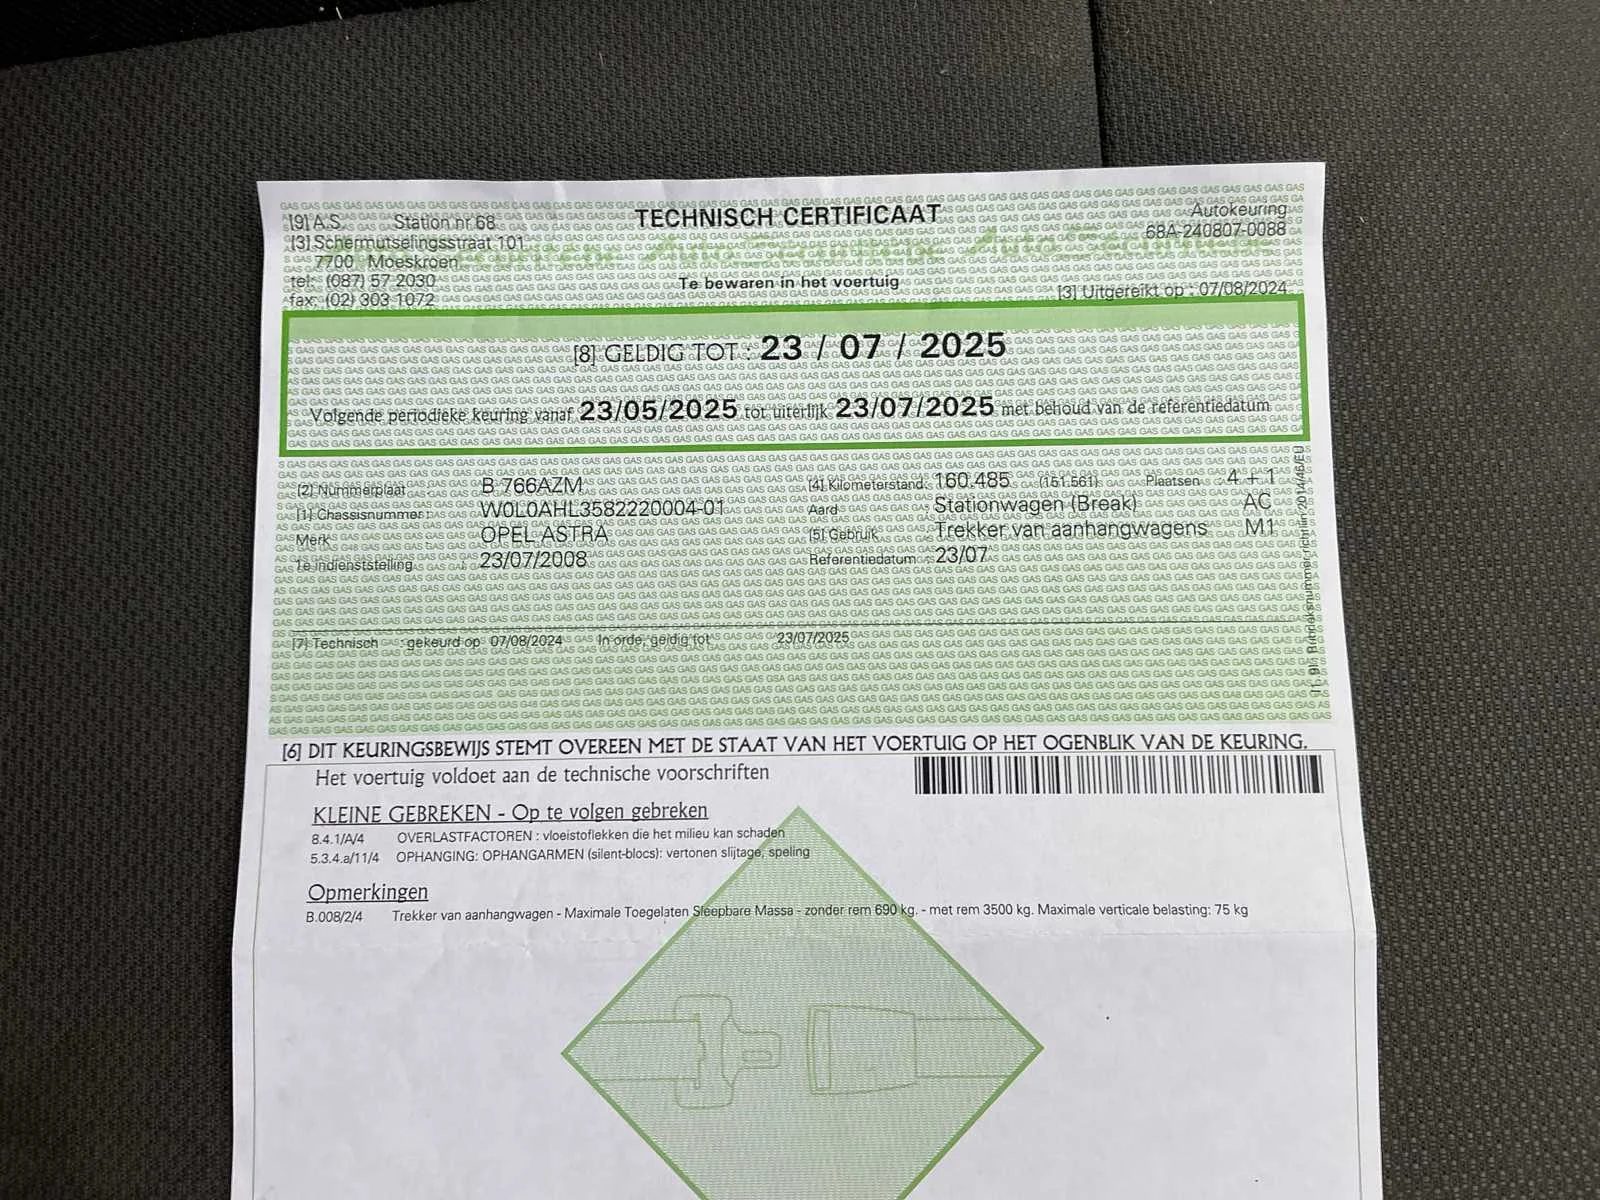 [9] A.S. Station nr 68
TECHNISCH CERTIFICAAT
Autokeuring
[3] Schermutselingsstraat 101
68A-240807-0088
7700 Moeskroen
tel: (087) 57 2030
Te bewaren in het voertuig
fax: (02) 303 1072
[3] Uitgereikt op : 07/08/2024
[8] GELDIG TOT : 23 / 07 / 2025
Volgende periodieke keuring vanaf 23/05/2025 tot uiterlijk 23/07/2025 met behoud van de referentiedatum
[2] Nummerplaat : B 766AZM [4] Kilometerstand: 160.485 (151.561) Plaatsen 4 + 1
[1] Chassisnummer : W0L0AHL3582220004-01 Aard : Stationwagen (Break) AC
Merk : OPEL ASTRA [5] Gebruik : Trekker van aanhangwagens M1
1e indienststelling : 23/07/2008 Referentiedatum : 23/07
[7] Technisch : gekeurd op 07/08/2024 In orde, geldig tot 23/07/2025
[6] DIT KEURINGSBEWIJS STEMT OVEREEN MET DE STAAT VAN HET VOERTUIG OP HET OGENBLIK VAN DE KEURING.
Het voertuig voldoet aan de technische voorschriften
KLEINE GEBREKEN - Op te volgen gebreken
8.4.1/A/4 OVERLASTFACTOREN : vloeistoflekken die het milieu kan schaden
5.3.4.a/11/4 OPHANGING: OPHANGARMEN (silent-blocs): vertonen slijtage, speling
Opmerkingen
B.008/2/4 Trekker van aanhangwagen - Maximale Toegelaten Sleepbare Massa - zonder rem 690 kg. - met rem 3500 kg. Maximale verticale belasting: 75 kg